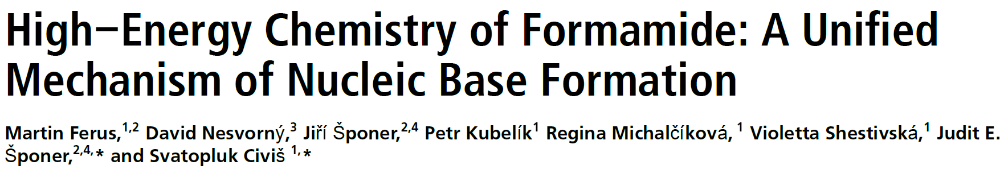 High–Energy Chemistry of Formamide: A Unified
Mechanism of Nucleic Base Formation
Martin Ferus,1,2 David Nesvorný,3 Jiří Šponer,2,4 Petr Kubelík1 Regina Michalčíková, 1 Violetta Shestivská,1 Judit E.
Šponer,2,4,* and Svatopluk Civiš 1,*